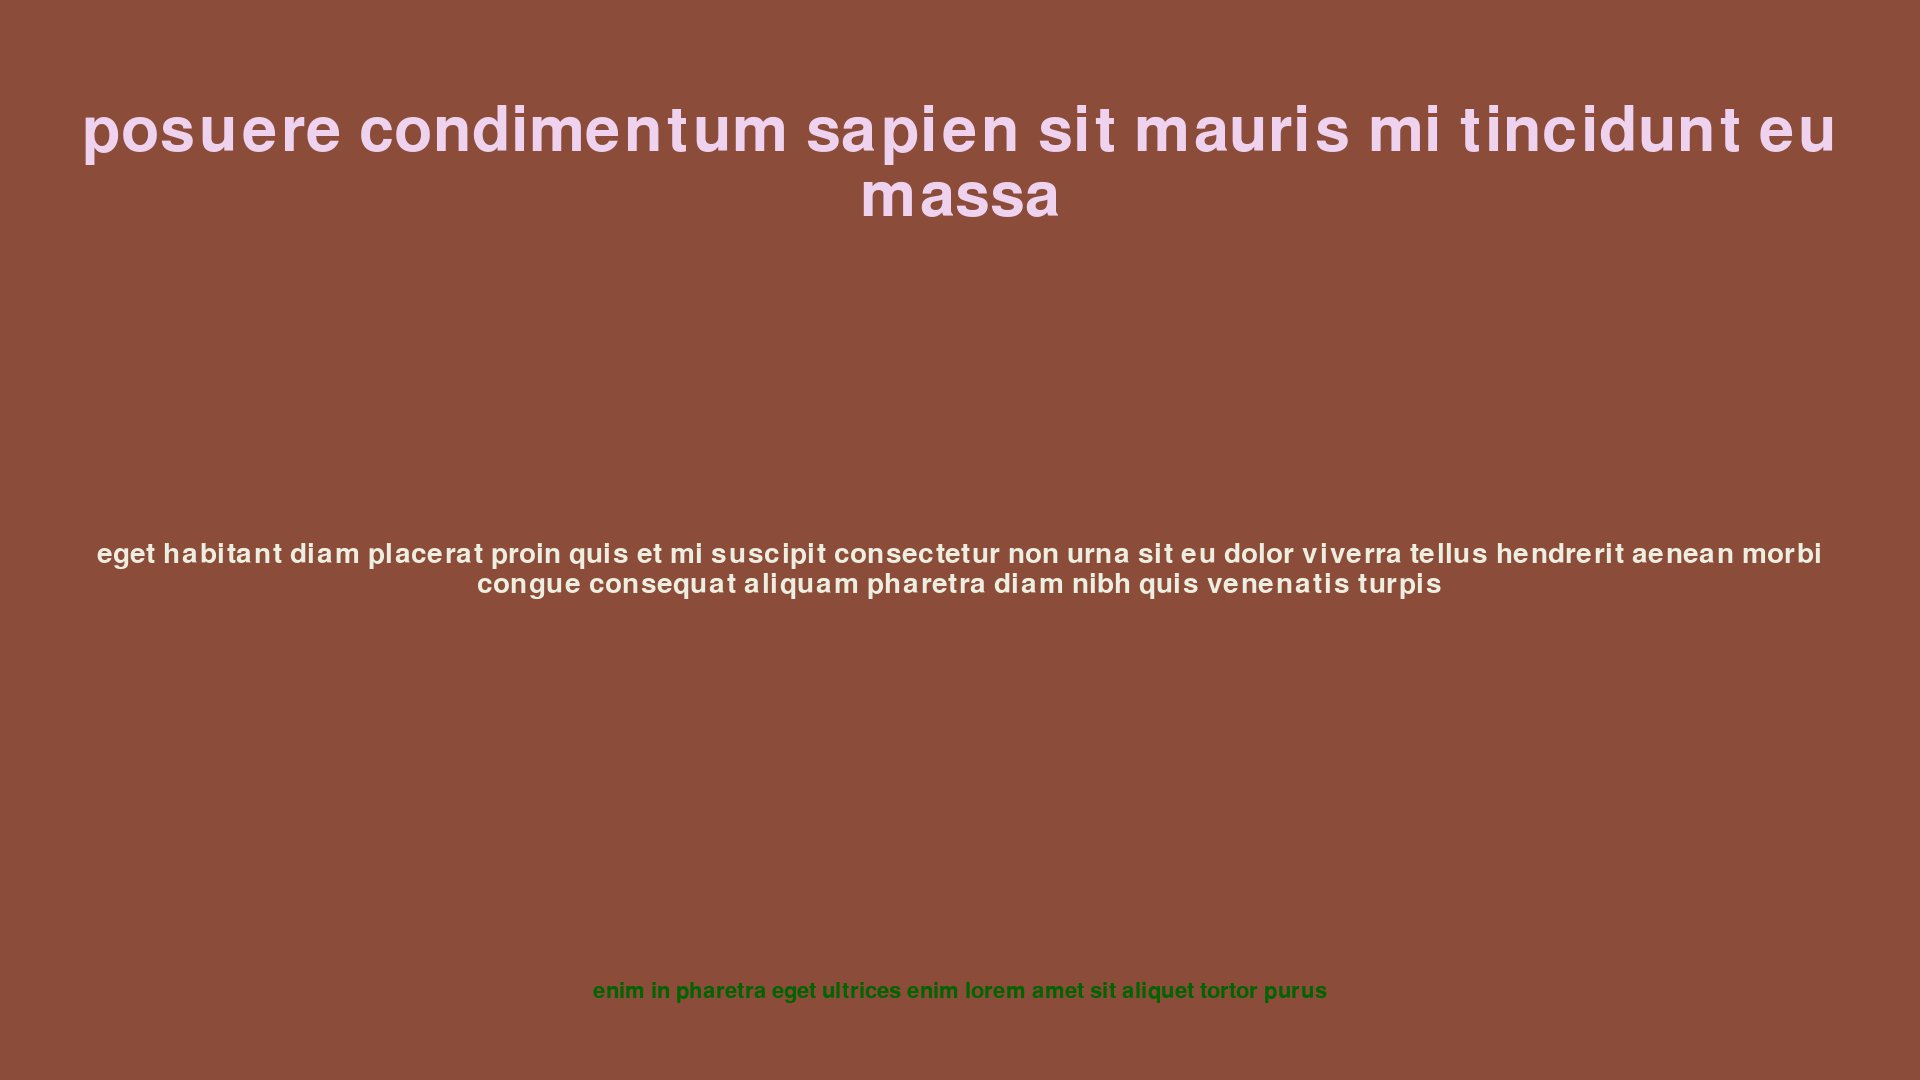 posuere condimentum sapien sit mauris mi tincidunt eu
massa
eget habitant diam placerat proin quis et mi suscipit consectetur non urna sit eu dolor viverra tellus hendrerit aenean morbi
congue consequat aliquam pharetra diam nibh quis venenatis turpis
enim in pharetra eget ultrices enim lorem amet sit aliquet tortor purus